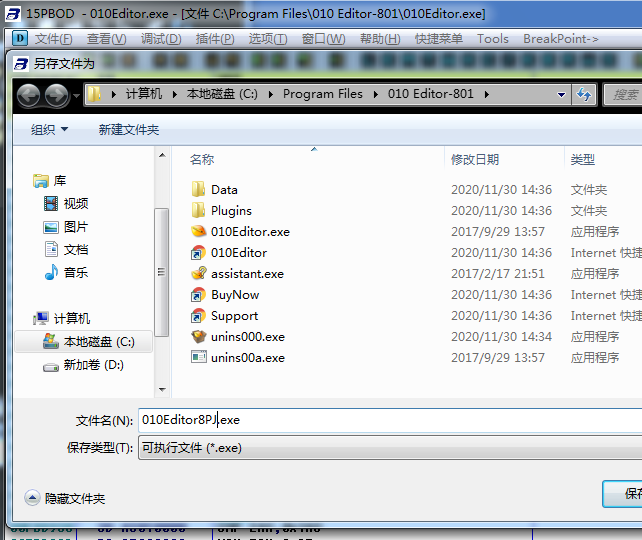 15PBOD - 010Editor.exe - [文件 C:\Program Files\010 Editor-801\010Editor.exe]
D 文件(F) 查看(V) 调试(D) 插件(P) 选项(T) 窗口(W) 帮助(H) 快捷菜单 Tools BreakPoint->
另存文件为
计算机 本地磁盘 (C:) Program Files 010 Editor-801 搜索
组织 新建文件夹
名称 修改日期 类型
库
视频
图片
文档
音乐
计算机
本地磁盘 (C:)
新加卷 (D:)
Data 2020/11/30 14:36 文件夹
Plugins 2020/11/30 14:36 文件夹
010Editor.exe 2017/9/29 13:57 应用程序
010Editor 2020/11/30 14:36 Internet 快捷
assistant.exe 2017/2/17 21:51 应用程序
BuyNow 2020/11/30 14:36 Internet 快捷
Support 2020/11/30 14:36 Internet 快捷
unins000.exe 2020/11/30 14:34 应用程序
unins00a.exe 2017/9/29 13:57 应用程序
文件名(N): 010Editor8PJ.exe
保存类型(T): 可执行文件 (*.exe)
隐藏文件夹 保存